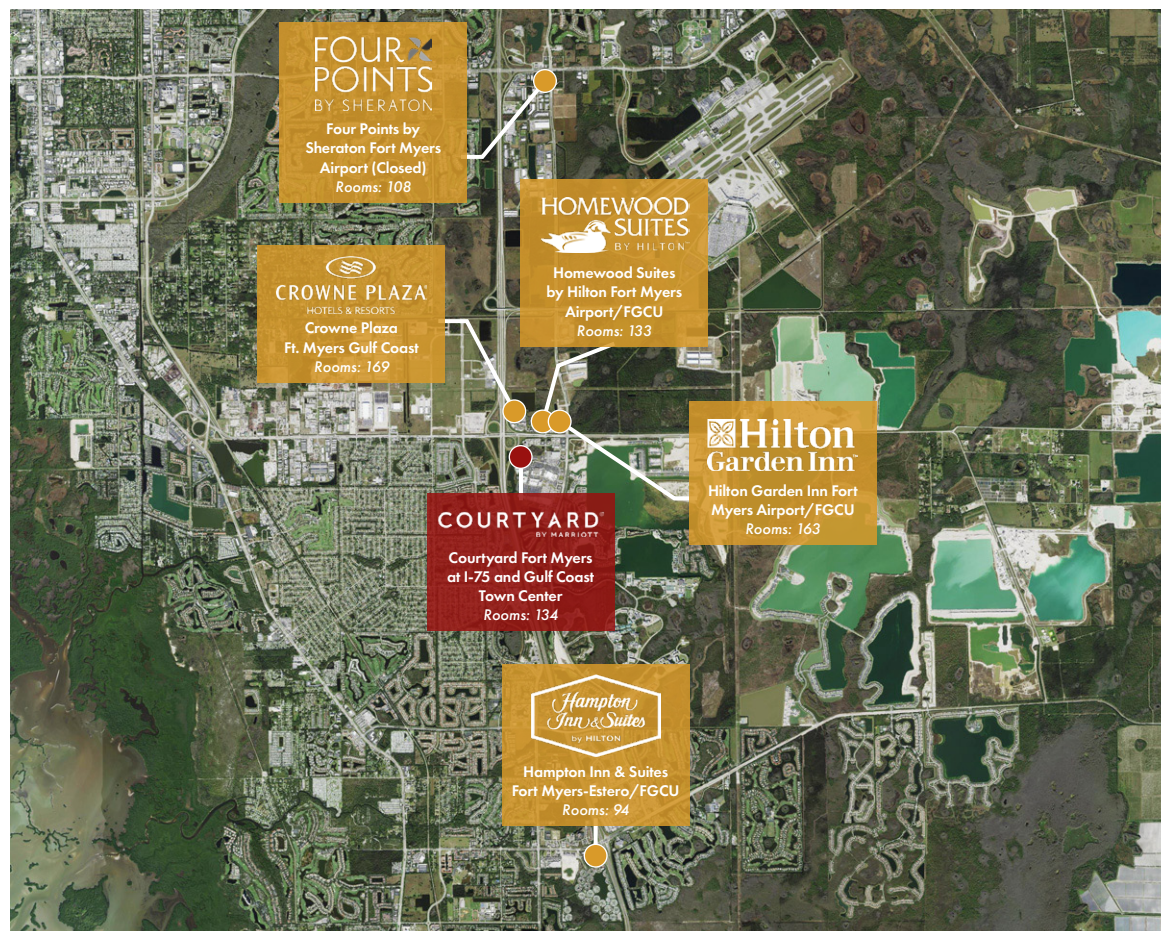 FOUR
POINTS
BY SHERATON
Four Points by
Sheraton Fort Myers
Airport (Closed)
Rooms: 108
HOMEWOOD
SUITES
BY HILTON™
Homewood Suites
by Hilton Fort Myers
Airport/FGCU
Rooms: 133
CROWNE PLAZA
HOTELS & RESORTS
Crowne Plaza
Ft. Myers Gulf Coast
Rooms: 169
Hilton
Garden Inn™
Hilton Garden Inn Fort
Myers Airport/FGCU
Rooms: 163
COURTYARD®
BY MARRIOTT
Courtyard Fort Myers
at I-75 and Gulf Coast
Town Center
Rooms: 134
Hampton
Inn & Suites
by HILTON
Hampton Inn & Suites
Fort Myers-Estero/FGCU
Rooms: 94